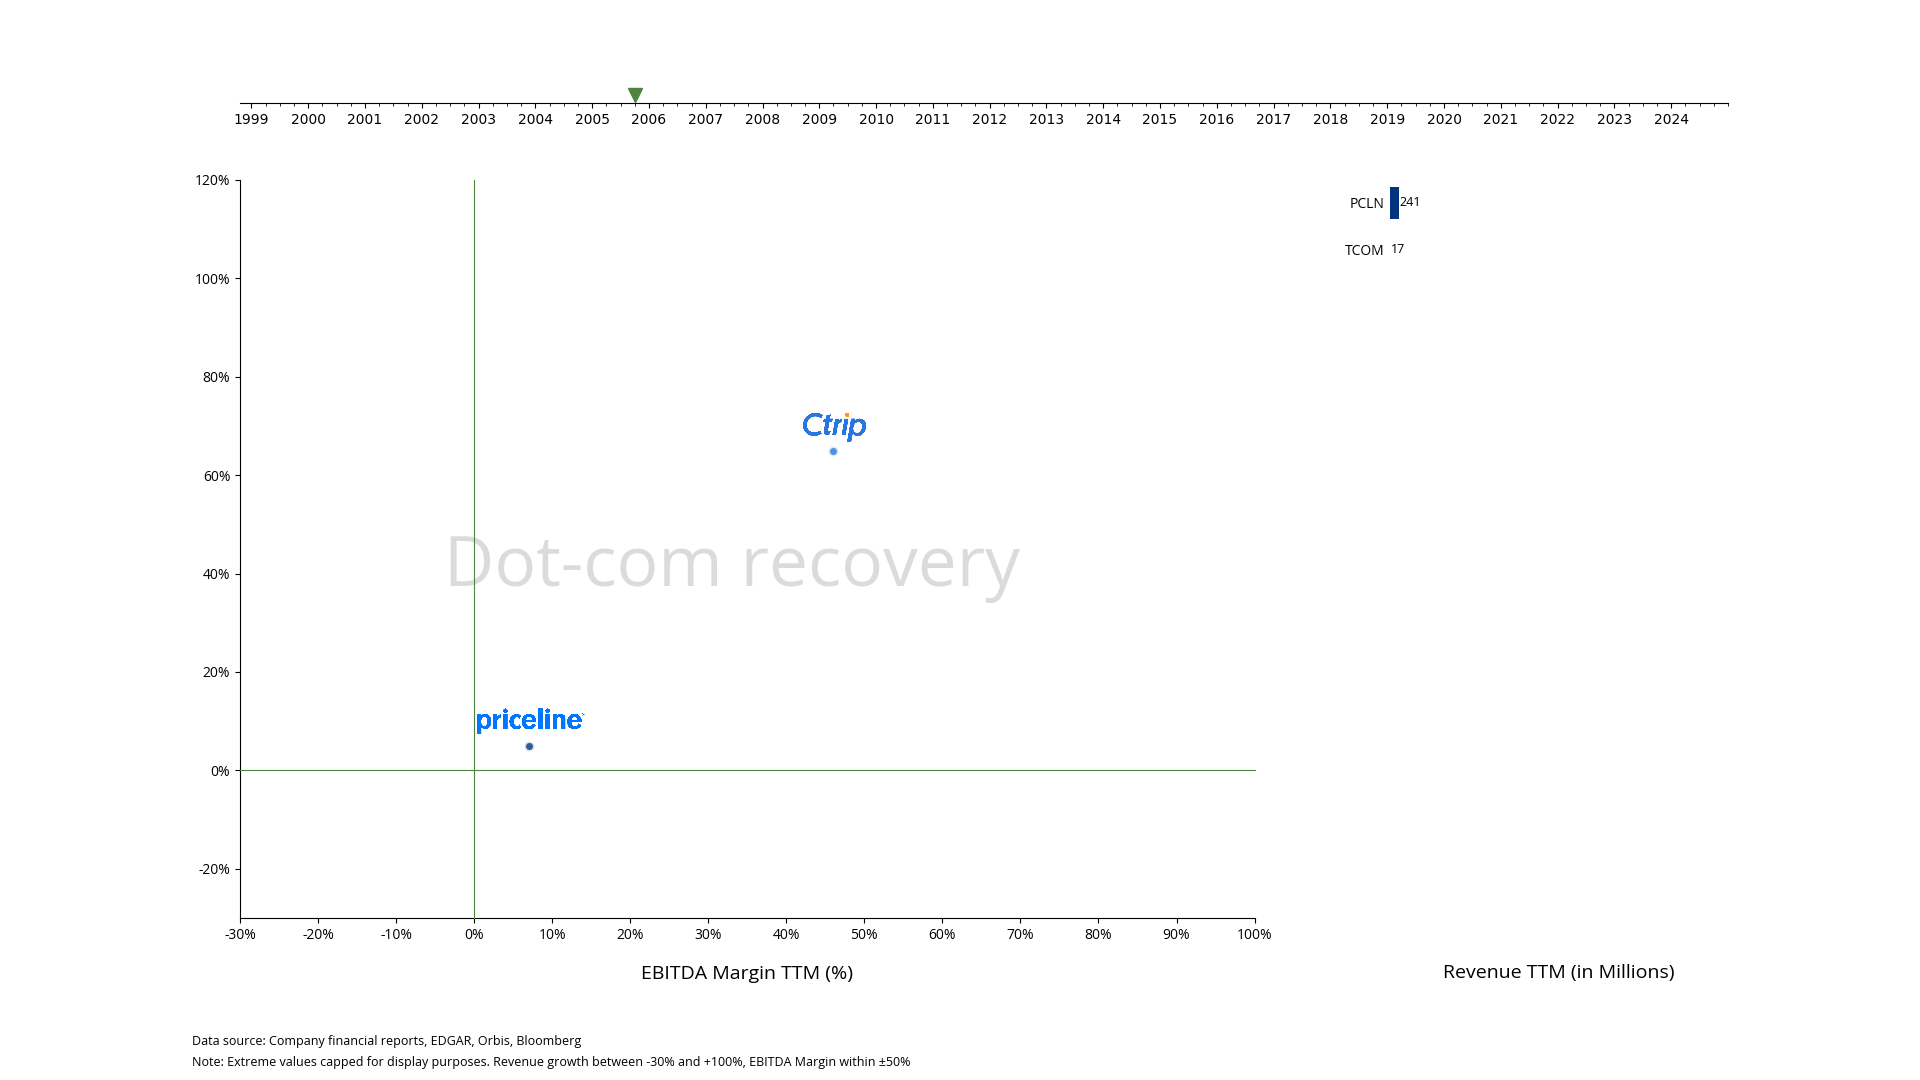 1999 2000 2001 2002 2003 2004 2005 2006 2007 2008 2009 2010 2011 2012 2013 2014 2015 2016 2017 2018 2019 2020 2021 2022 2023 2024
120%
100%
80%
60%
40%
20%
0%
-20%
Ctrip
Dot-com recovery
priceline
-30% -20% -10% 0% 10% 20% 30% 40% 50% 60% 70% 80% 90% 100%
EBITDA Margin TTM (%)
PCLN 241
TCOM 17
Revenue TTM (in Millions)
Data source: Company financial reports, EDGAR, Orbis, Bloomberg
Note: Extreme values capped for display purposes. Revenue growth between -30% and +100%, EBITDA Margin within ±50%